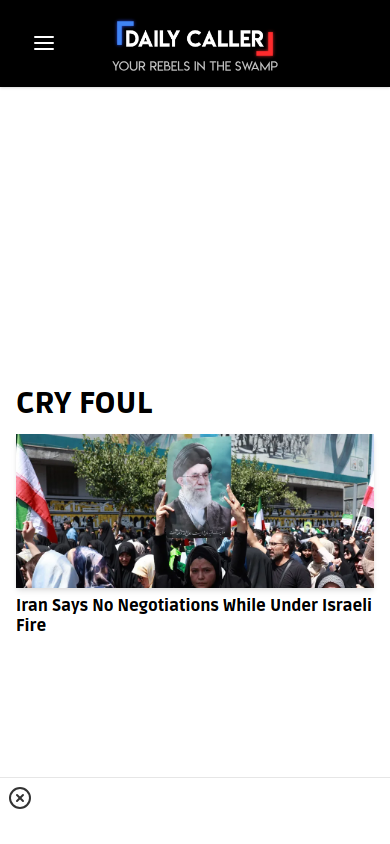 DAILY CALLER
YOUR REBELS IN THE SWAMP
CRY FOUL
Iran Says No Negotiations While Under Israeli
Fire